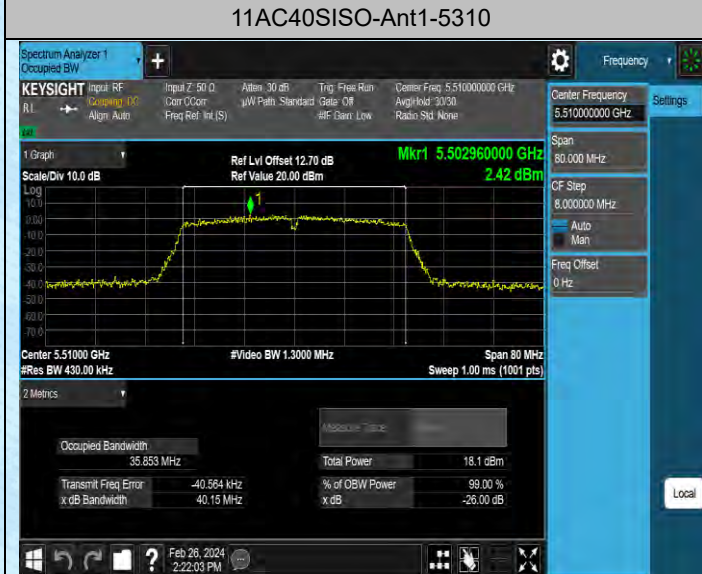 11AC40SISO-Ant1-5310
Spectrum Analyzer 1
Occupied BW
+
Frequency
KEYSIGHT Input: RF Input Z: 50 Ω Atten: 30 dB Trig: Free Run Center Freq: 5.510000000 GHz
RL Coupling: DC Corr CCorr µW Path: Standard Gate: Off Avg|Hold: 30/30
Align: Auto Freq Ref: Int (S) #IF Gain: Low Radio Std: None
Center Frequency
5.510000000 GHz
Settings
Span
80.000 MHz
CF Step
8.000000 MHz
Auto
Man
Freq Offset
0 Hz
1 Graph
Scale/Div 10.0 dB
Ref Lvl Offset 12.70 dB
Ref Value 20.00 dBm
Mkr1 5.502960000 GHz
2.42 dBm
Log
10.0
0.00
-10.0
-20.0
-30.0
-40.0
-50.0
-60.0
-70.0
1
Center 5.51000 GHz #Video BW 1.3000 MHz Span 80 MHz
#Res BW 430.00 kHz Sweep 1.00 ms (1001 pts)
2 Metrics
Measure Trace
Occupied Bandwidth
35.853 MHz
Total Power 18.1 dBm
Transmit Freq Error -40.564 kHz % of OBW Power 99.00 %
x dB Bandwidth 40.15 MHz x dB -26.00 dB
Local
?
Feb 26, 2024
2:22:03 PM